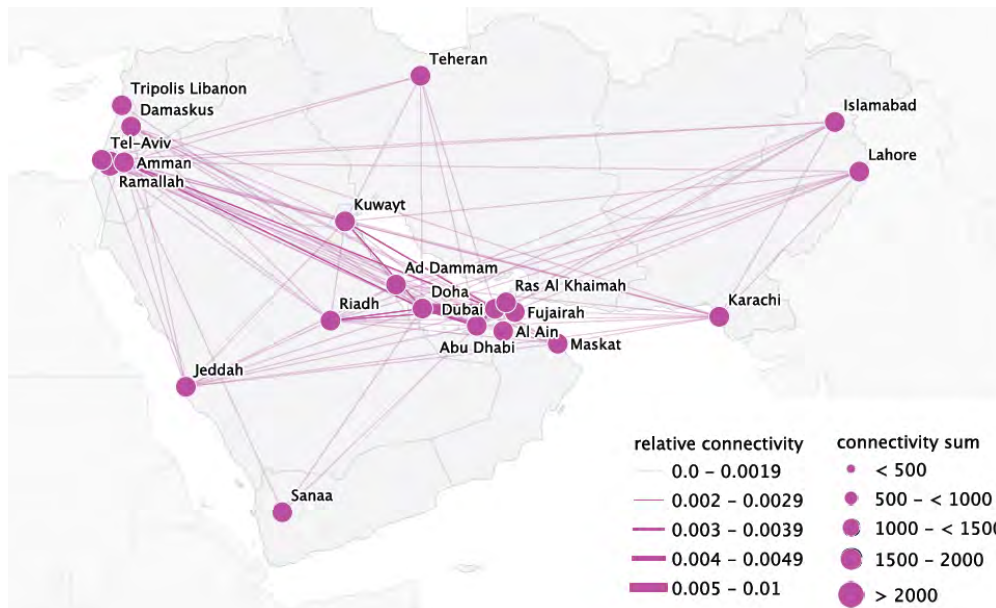 Teheran
Tripolis Libanon
Damaskus
Islamabad
Tel-Aviv
Amman
Lahore
Ramallah
Kuwayt
Ad Dammam
Ras Al Khaimah
Doha
Karachi
Riadh
Dubai
Fujairah
Al Ain
Abu Dhabi
Maskat
Jeddah
Sanaa
relative connectivity
0.0 – 0.0019
0.002 – 0.0029
0.003 – 0.0039
0.004 – 0.0049
0.005 – 0.01
connectivity sum
< 500
500 – < 1000
1000 – < 1500
1500 – 2000
> 2000